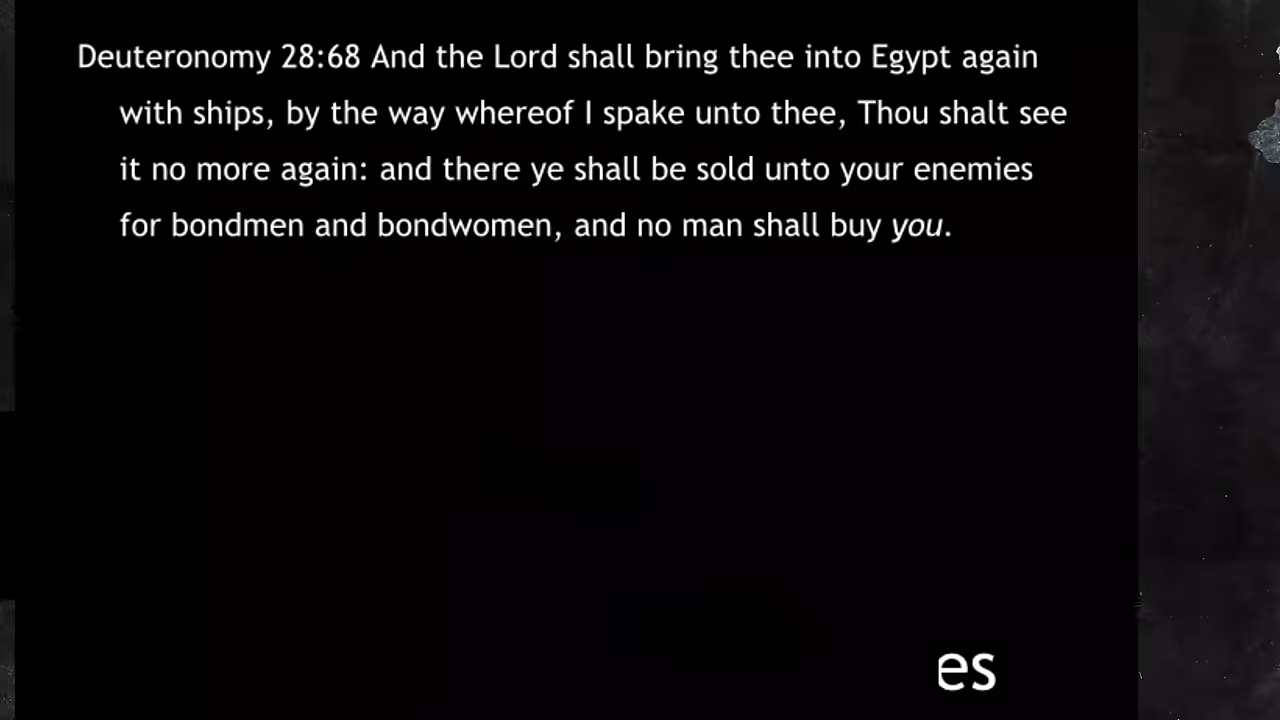 Deuteronomy 28:68 And the Lord shall bring thee into Egypt again
with ships, by the way whereof I spake unto thee, Thou shalt see
it no more again: and there ye shall be sold unto your enemies
for bondmen and bondwomen, and no man shall buy you.
es